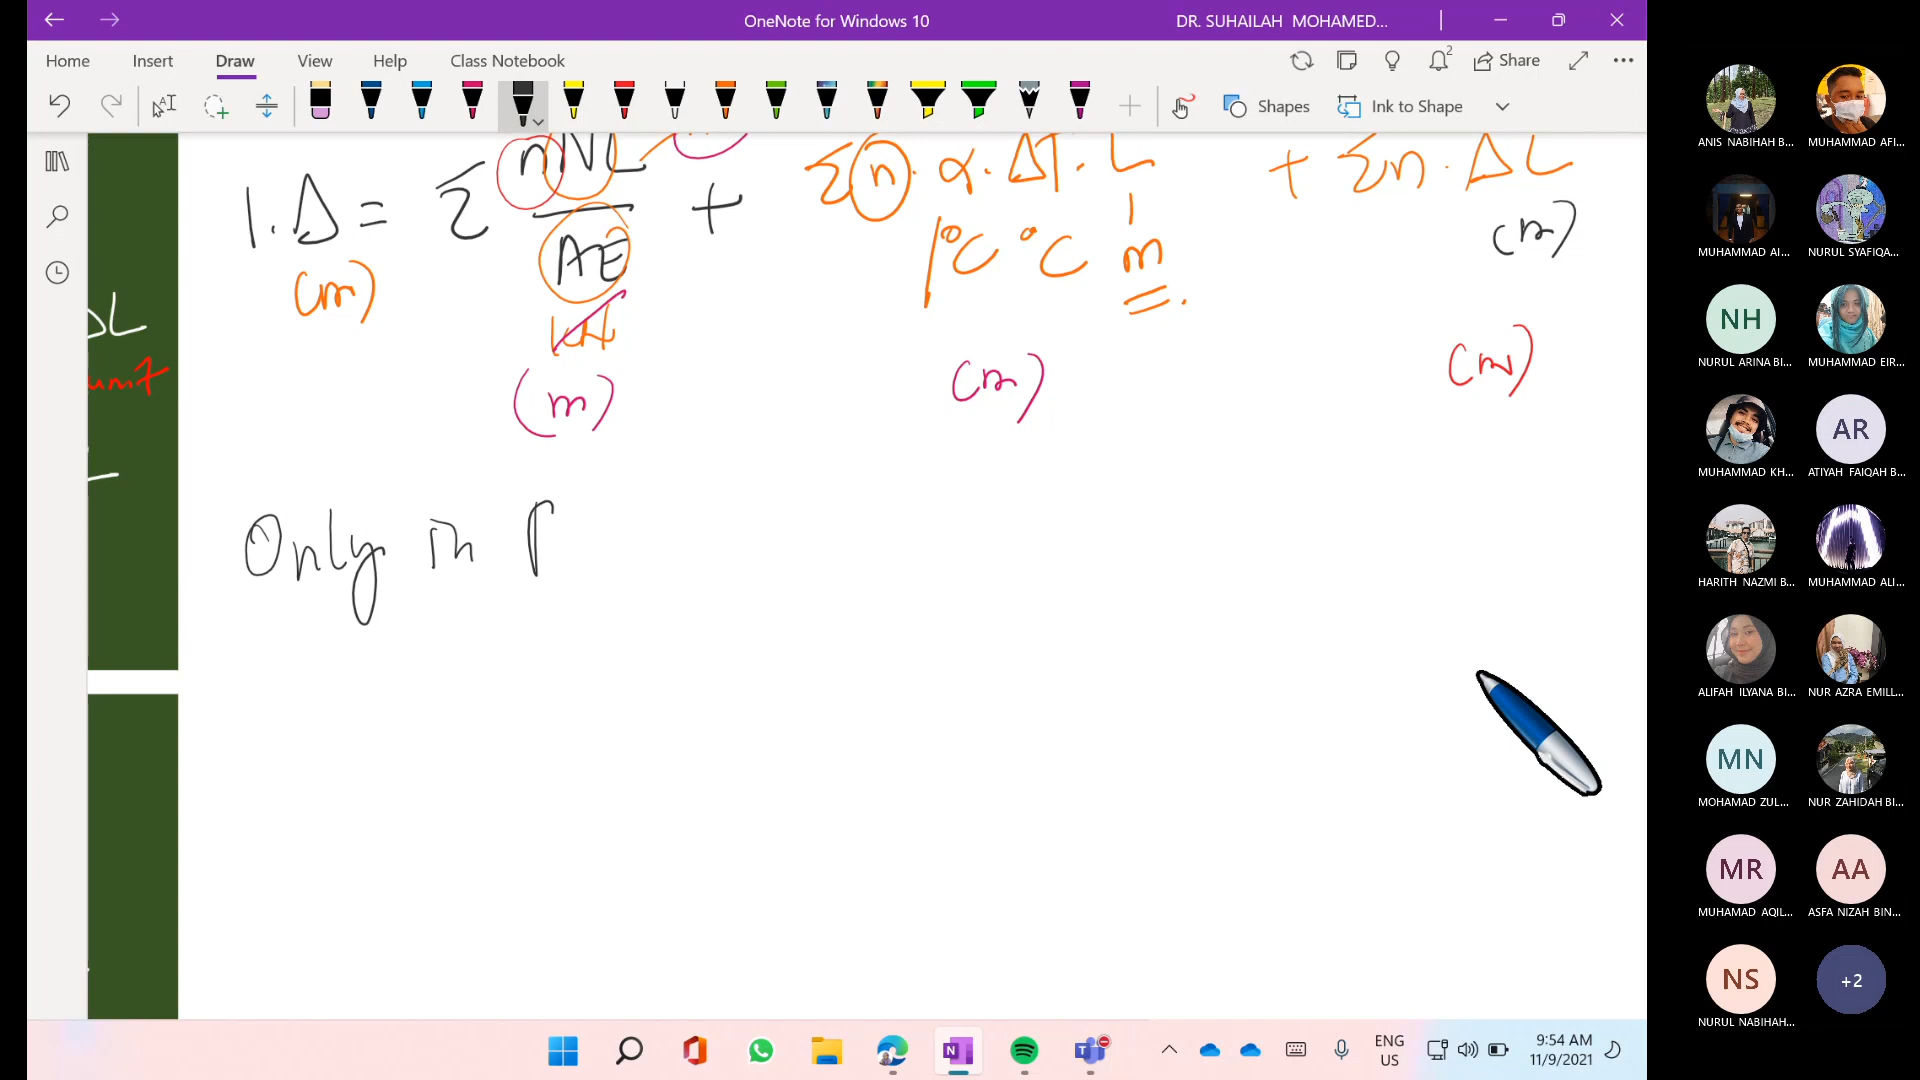 OneNote for Windows 10
DR. SUHAILAH MOHAMED...
Home Insert Draw View Help Class Notebook
2
Share
Shapes
Ink to Shape
1.Δ = Σ nNL/AE + Σn.α.ΔT.L + Σn.ΔL
(m) /°C °C m (m)
kN
(m) (m) (m)
ΔL
unit
Only in
ANIS NABIHAH B...
MUHAMMAD AFI...
MUHAMMAD AI...
NURUL SYAFIQA...
NH
NURUL ARINA BI...
MUHAMMAD EIR...
MUHAMMAD KH...
AR
ATIYAH FAIQAH B...
HARITH NAZMI B...
MUHAMMAD ALI...
ALIFAH ILYANA BI...
NUR AZRA EMILL...
MN
MOHAMAD ZUL...
NUR ZAHIDAH BI...
MR
MUHAMAD AQIL...
AA
ASFA NIZAH BIN...
NS
NURUL NABIHAH...
+2
ENG
US
9:54 AM
11/9/2021